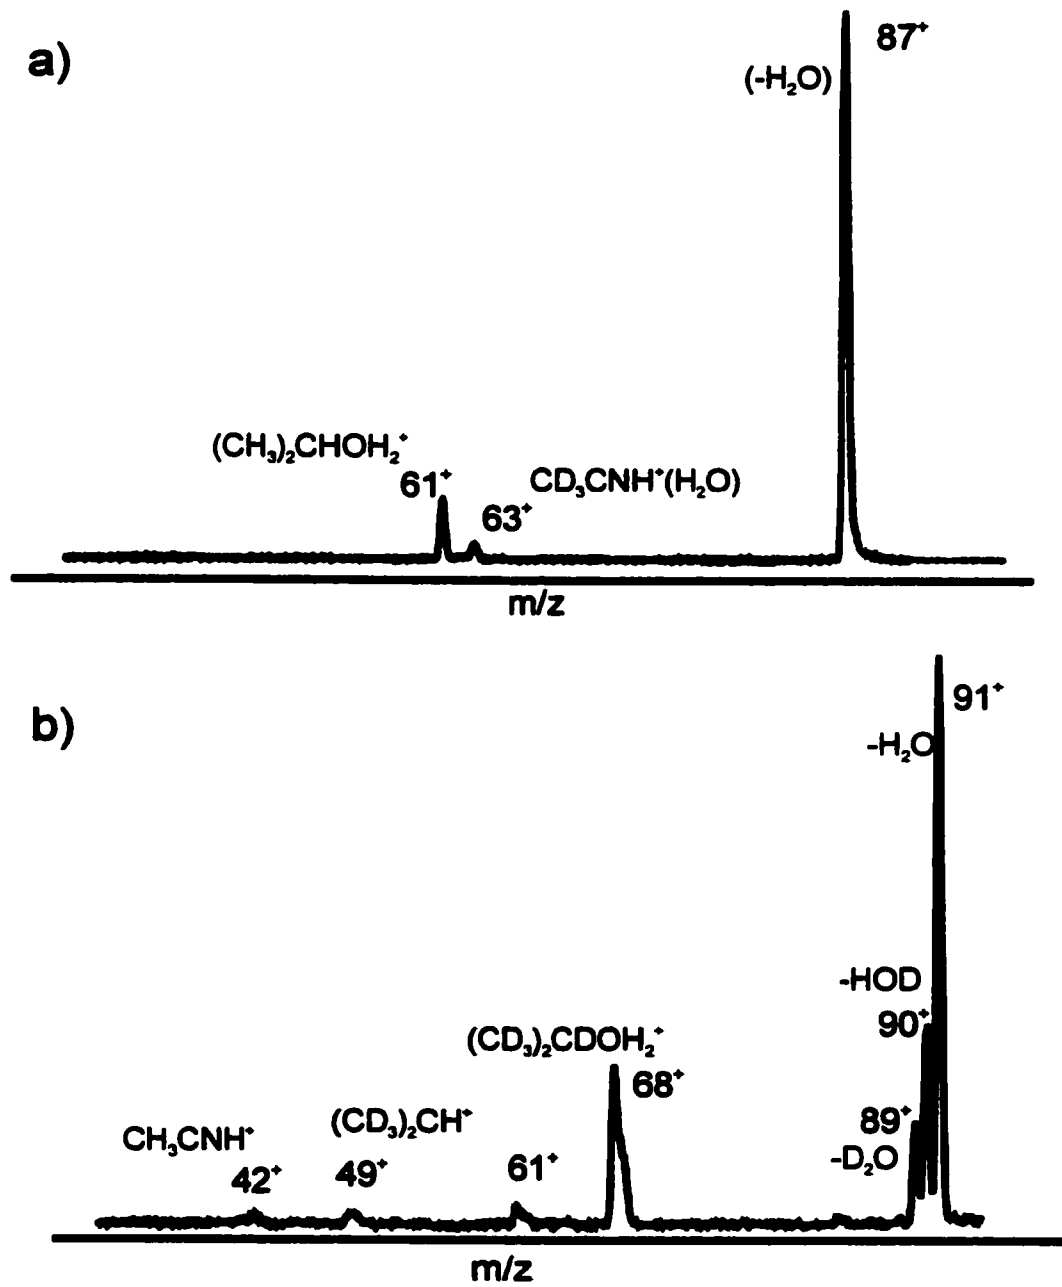 a)
87⁺
(-H₂O)
(CH₃)₂CHOH₂⁺
61⁺
CD₃CNH⁺(H₂O)
63⁺
m/z
b)
91⁺
-H₂O
-HOD
90⁺
(CD₃)₂CDOH₂⁺
68⁺
89⁺
-D₂O
(CD₃)₂CH⁺
CH₃CNH⁺
49⁺
61⁺
42⁺
m/z